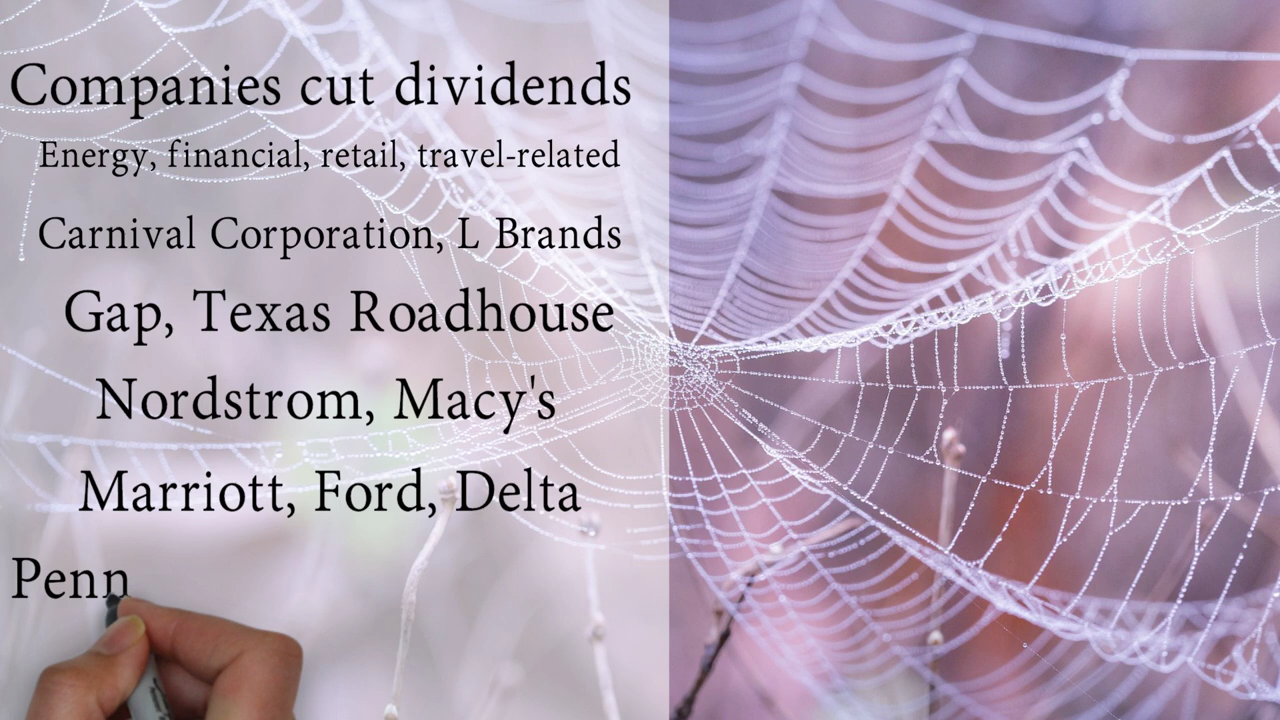 Companies cut dividends
Energy, financial, retail, travel-related
Carnival Corporation, L Brands
Gap, Texas Roadhouse
Nordstrom, Macy's
Marriott, Ford, Delta
Penn